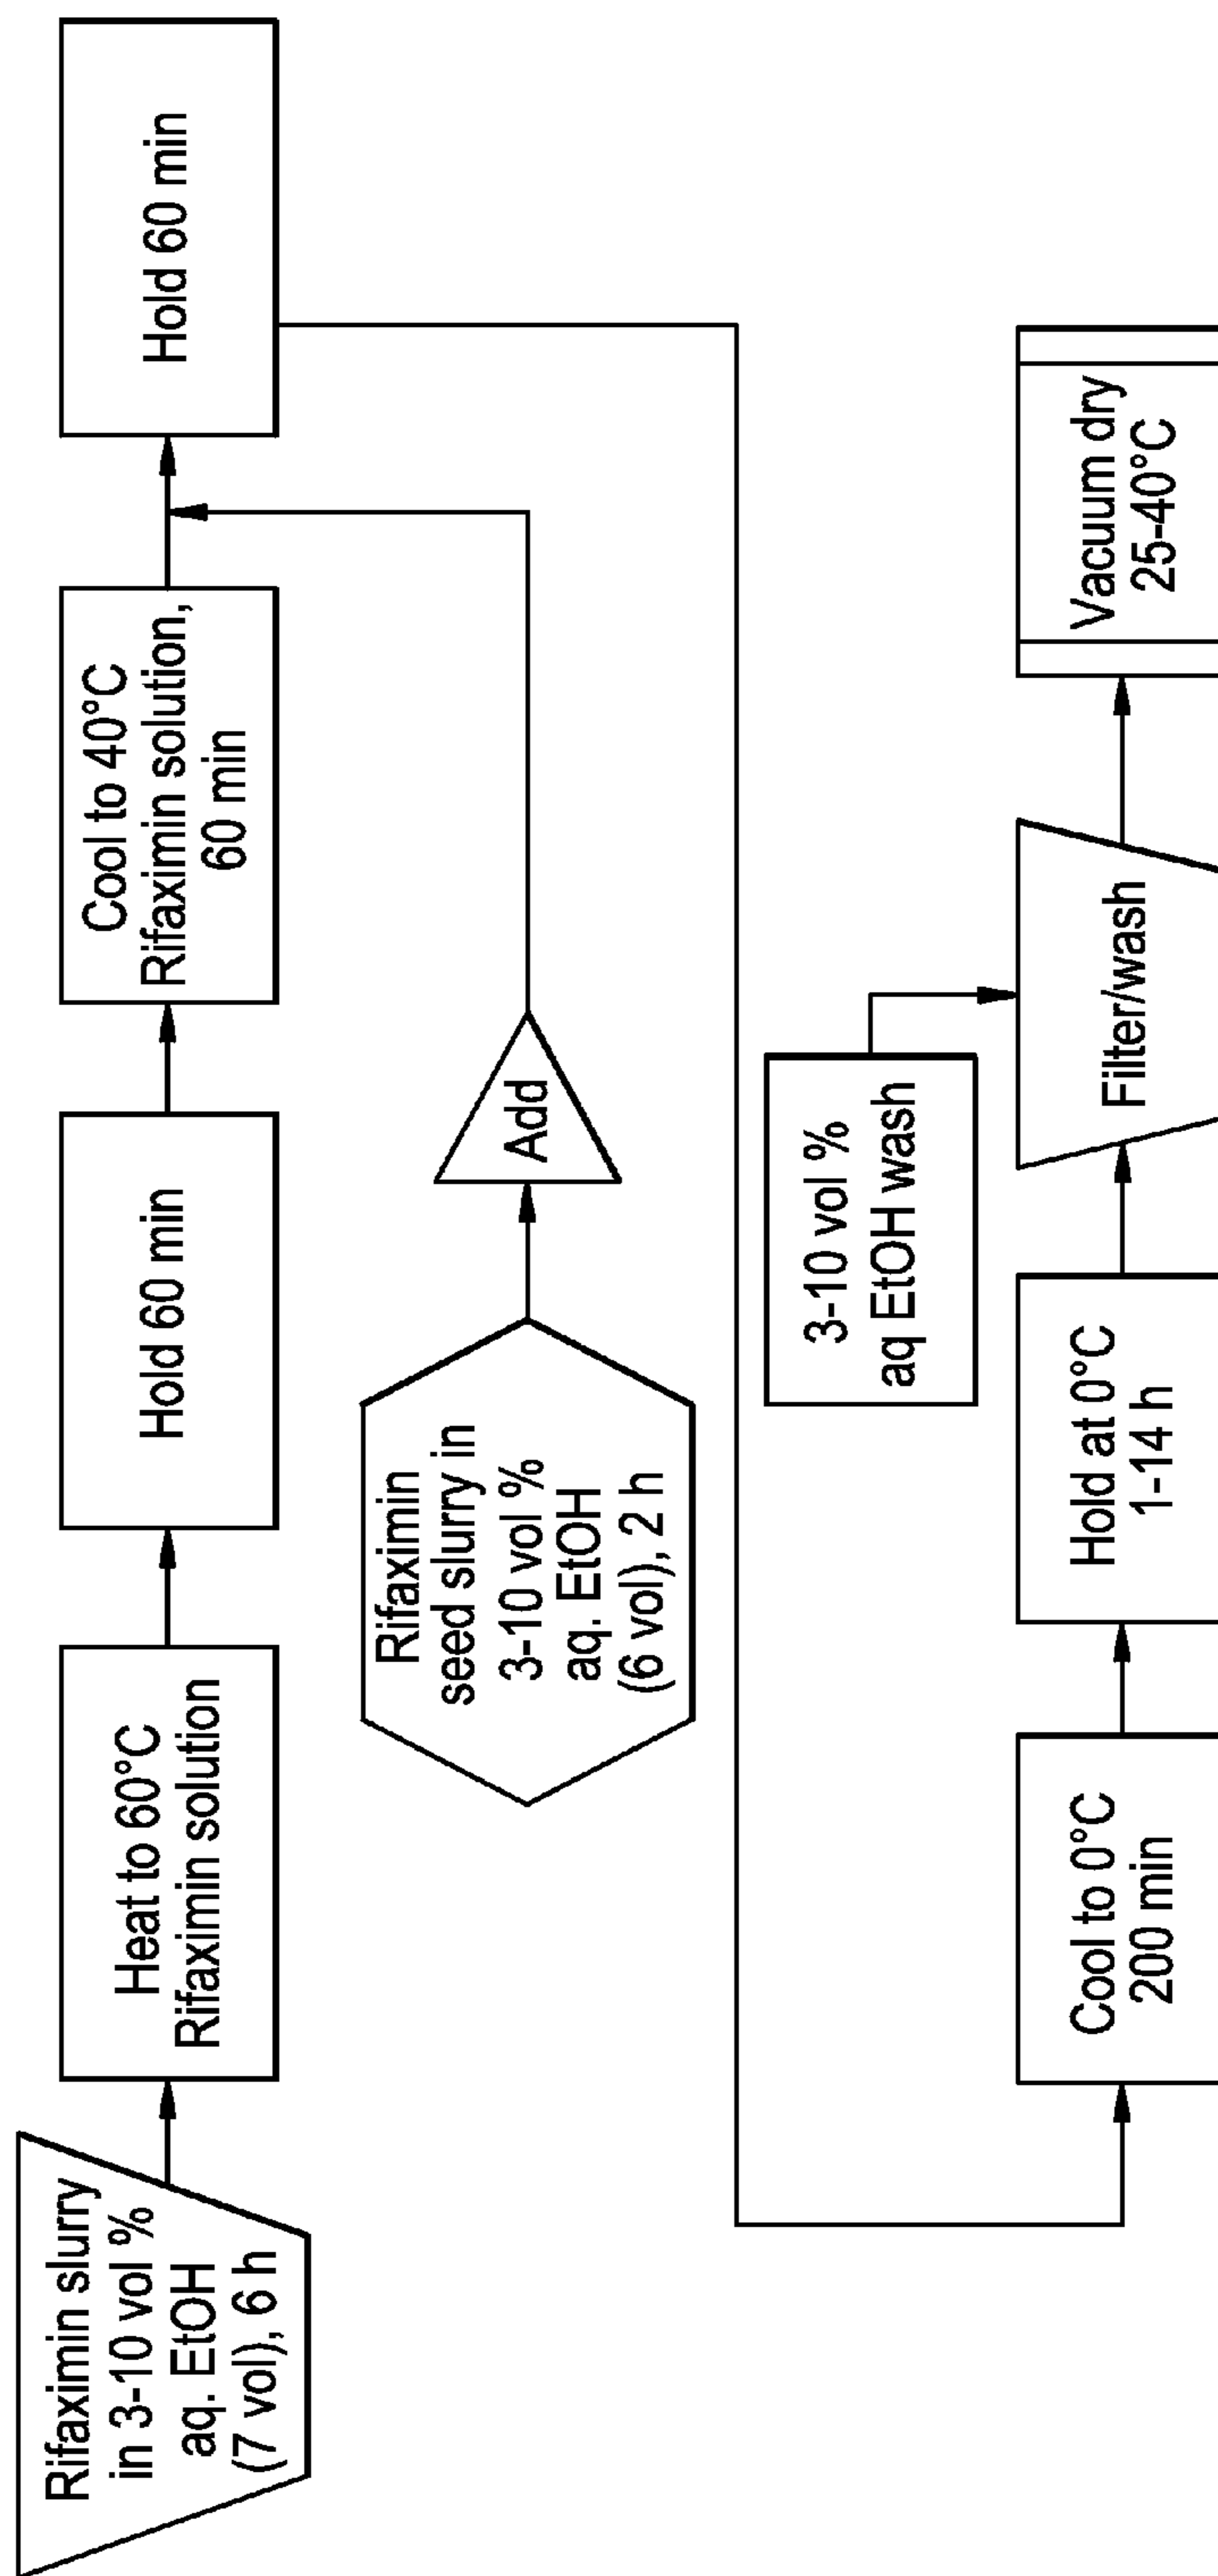 Rifaximin slurry
in 3-10 vol %
aq. EtOH
(7 vol), 6 h
Heat to 60°C
Rifaximin solution
Hold 60 min
Cool to 40°C
Rifaximin solution,
60 min
Hold 60 min
Rifaximin
seed slurry in
3-10 vol %
aq. EtOH
(6 vol), 2 h
Add
3-10 vol %
aq EtOH wash
Cool to 0°C
200 min
Hold at 0°C
1-14 h
Filter/wash
Vacuum dry
25-40°C